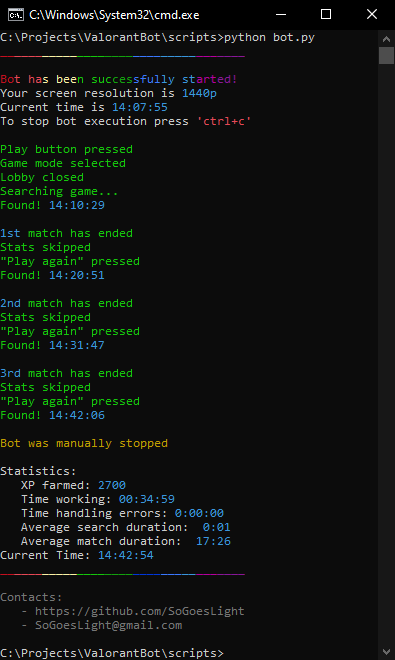 C:\Windows\System32\cmd.exe
C:\Projects\ValorantBot\scripts>python bot.py
Bot has been successfully started!
Your screen resolution is 1440p
Current time is 14:07:55
To stop bot execution press 'ctrl+c'
Play button pressed
Game mode selected
Lobby closed
Searching game...
Found! 14:10:29
1st match has ended
Stats skipped
"Play again" pressed
Found! 14:20:51
2nd match has ended
Stats skipped
"Play again" pressed
Found! 14:31:47
3rd match has ended
Stats skipped
"Play again" pressed
Found! 14:42:06
Bot was manually stopped
Statistics:
XP farmed: 2700
Time working: 00:34:59
Time handling errors: 0:00:00
Average search duration: 0:01
Average match duration: 17:26
Current Time: 14:42:54
Contacts:
- https://github.com/SoGoesLight
- SoGoesLight@gmail.com
C:\Projects\ValorantBot\scripts>